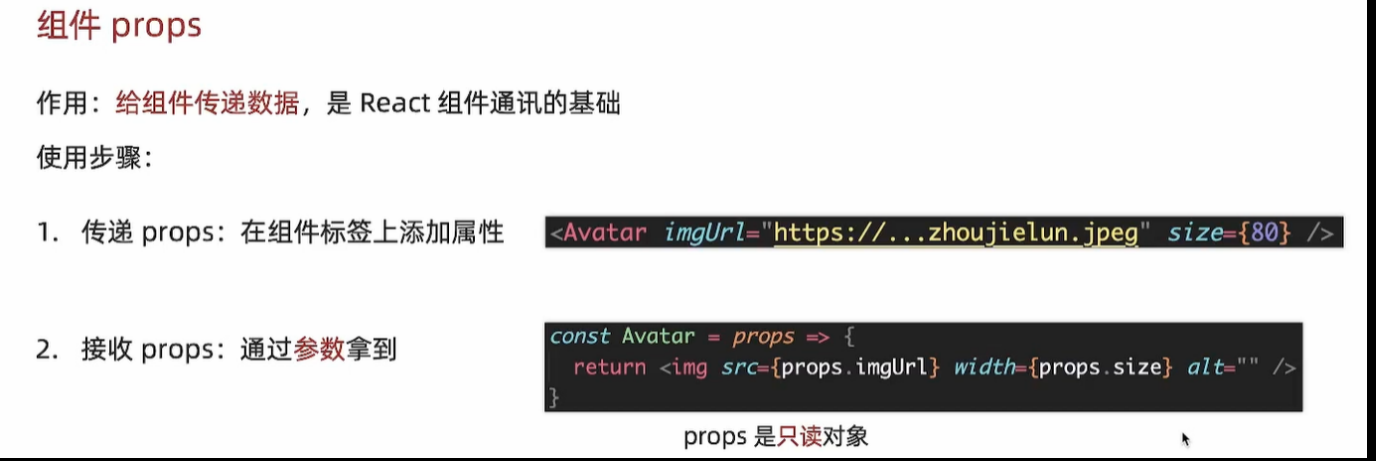 组件 props
作用：给组件传递数据，是 React 组件通讯的基础
使用步骤：
1. 传递 props：在组件标签上添加属性
<Avatar imgUrl="https://...zhoujielun.jpeg" size={80} />
2. 接收 props：通过参数拿到
const Avatar = props => {
  return <img src={props.imgUrl} width={props.size} alt="" />
}
props 是只读对象